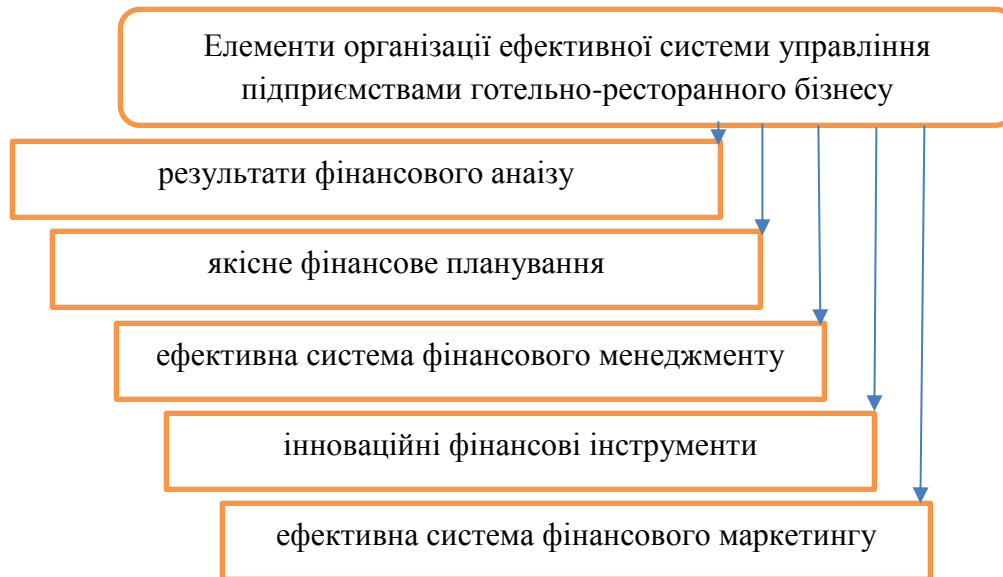 Елементи організації ефективної системи управління
підприємствами готельно-ресторанного бізнесу
результати фінансового анаізу
якісне фінансове планування
ефективна система фінансового менеджменту
інноваційні фінансові інструменти
ефективна система фінансового маркетингу